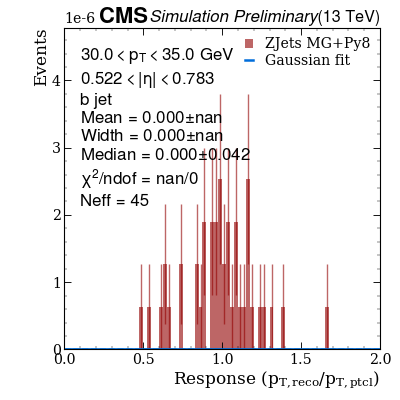 1e-6 CMS Simulation Preliminary (13 TeV)
Events
ZJets MG+Py8
Gaussian fit
30.0 < p_T < 35.0 GeV
0.522 < |η| < 0.783
b jet
Mean = 0.000±nan
Width = 0.000±nan
Median = 0.000±0.042
χ²/ndof = nan/0
Neff = 45
4
3
2
1
0
0.0 0.5 1.0 1.5 2.0
Response (p_T,reco/p_T,ptcl)